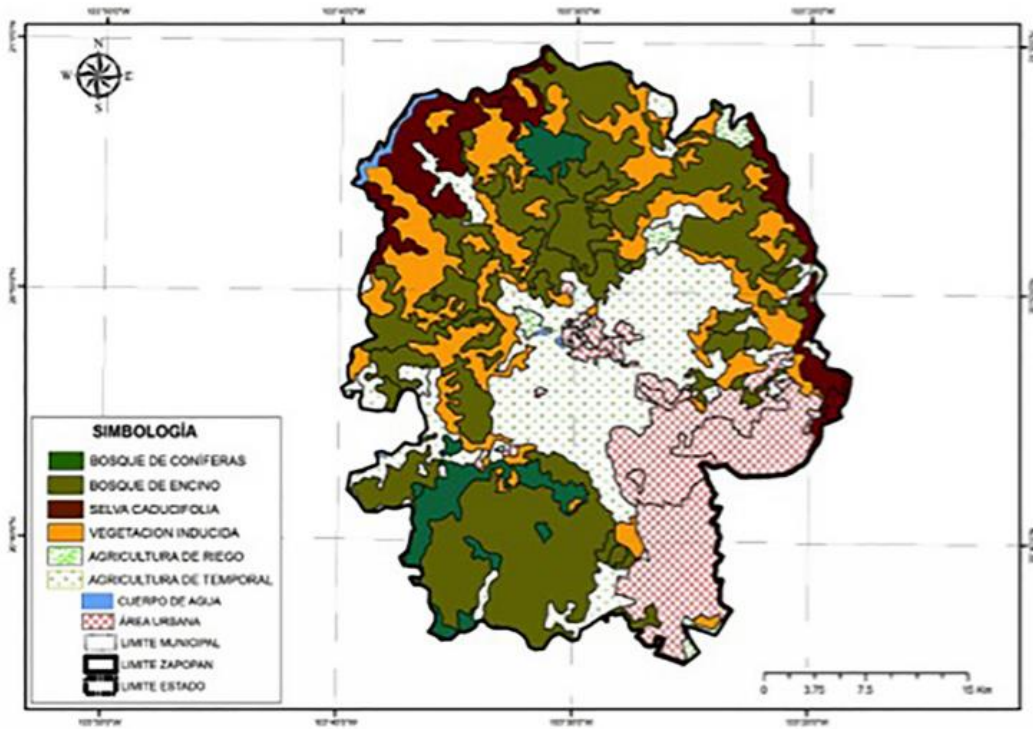 N
W E
S
SIMBOLOGÍA
BOSQUE DE CONÍFERAS
BOSQUE DE ENCINO
SELVA CADUCIFOLIA
VEGETACION INDUCIDA
AGRICULTURA DE RIEGO
AGRICULTURA DE TEMPORAL
CUERPO DE AGUA
ÁREA URBANA
LIMITE MUNICIPAL
LIMITE ZAPOPAN
LIMITE ESTADO
0 3.75 7.5 15 Km